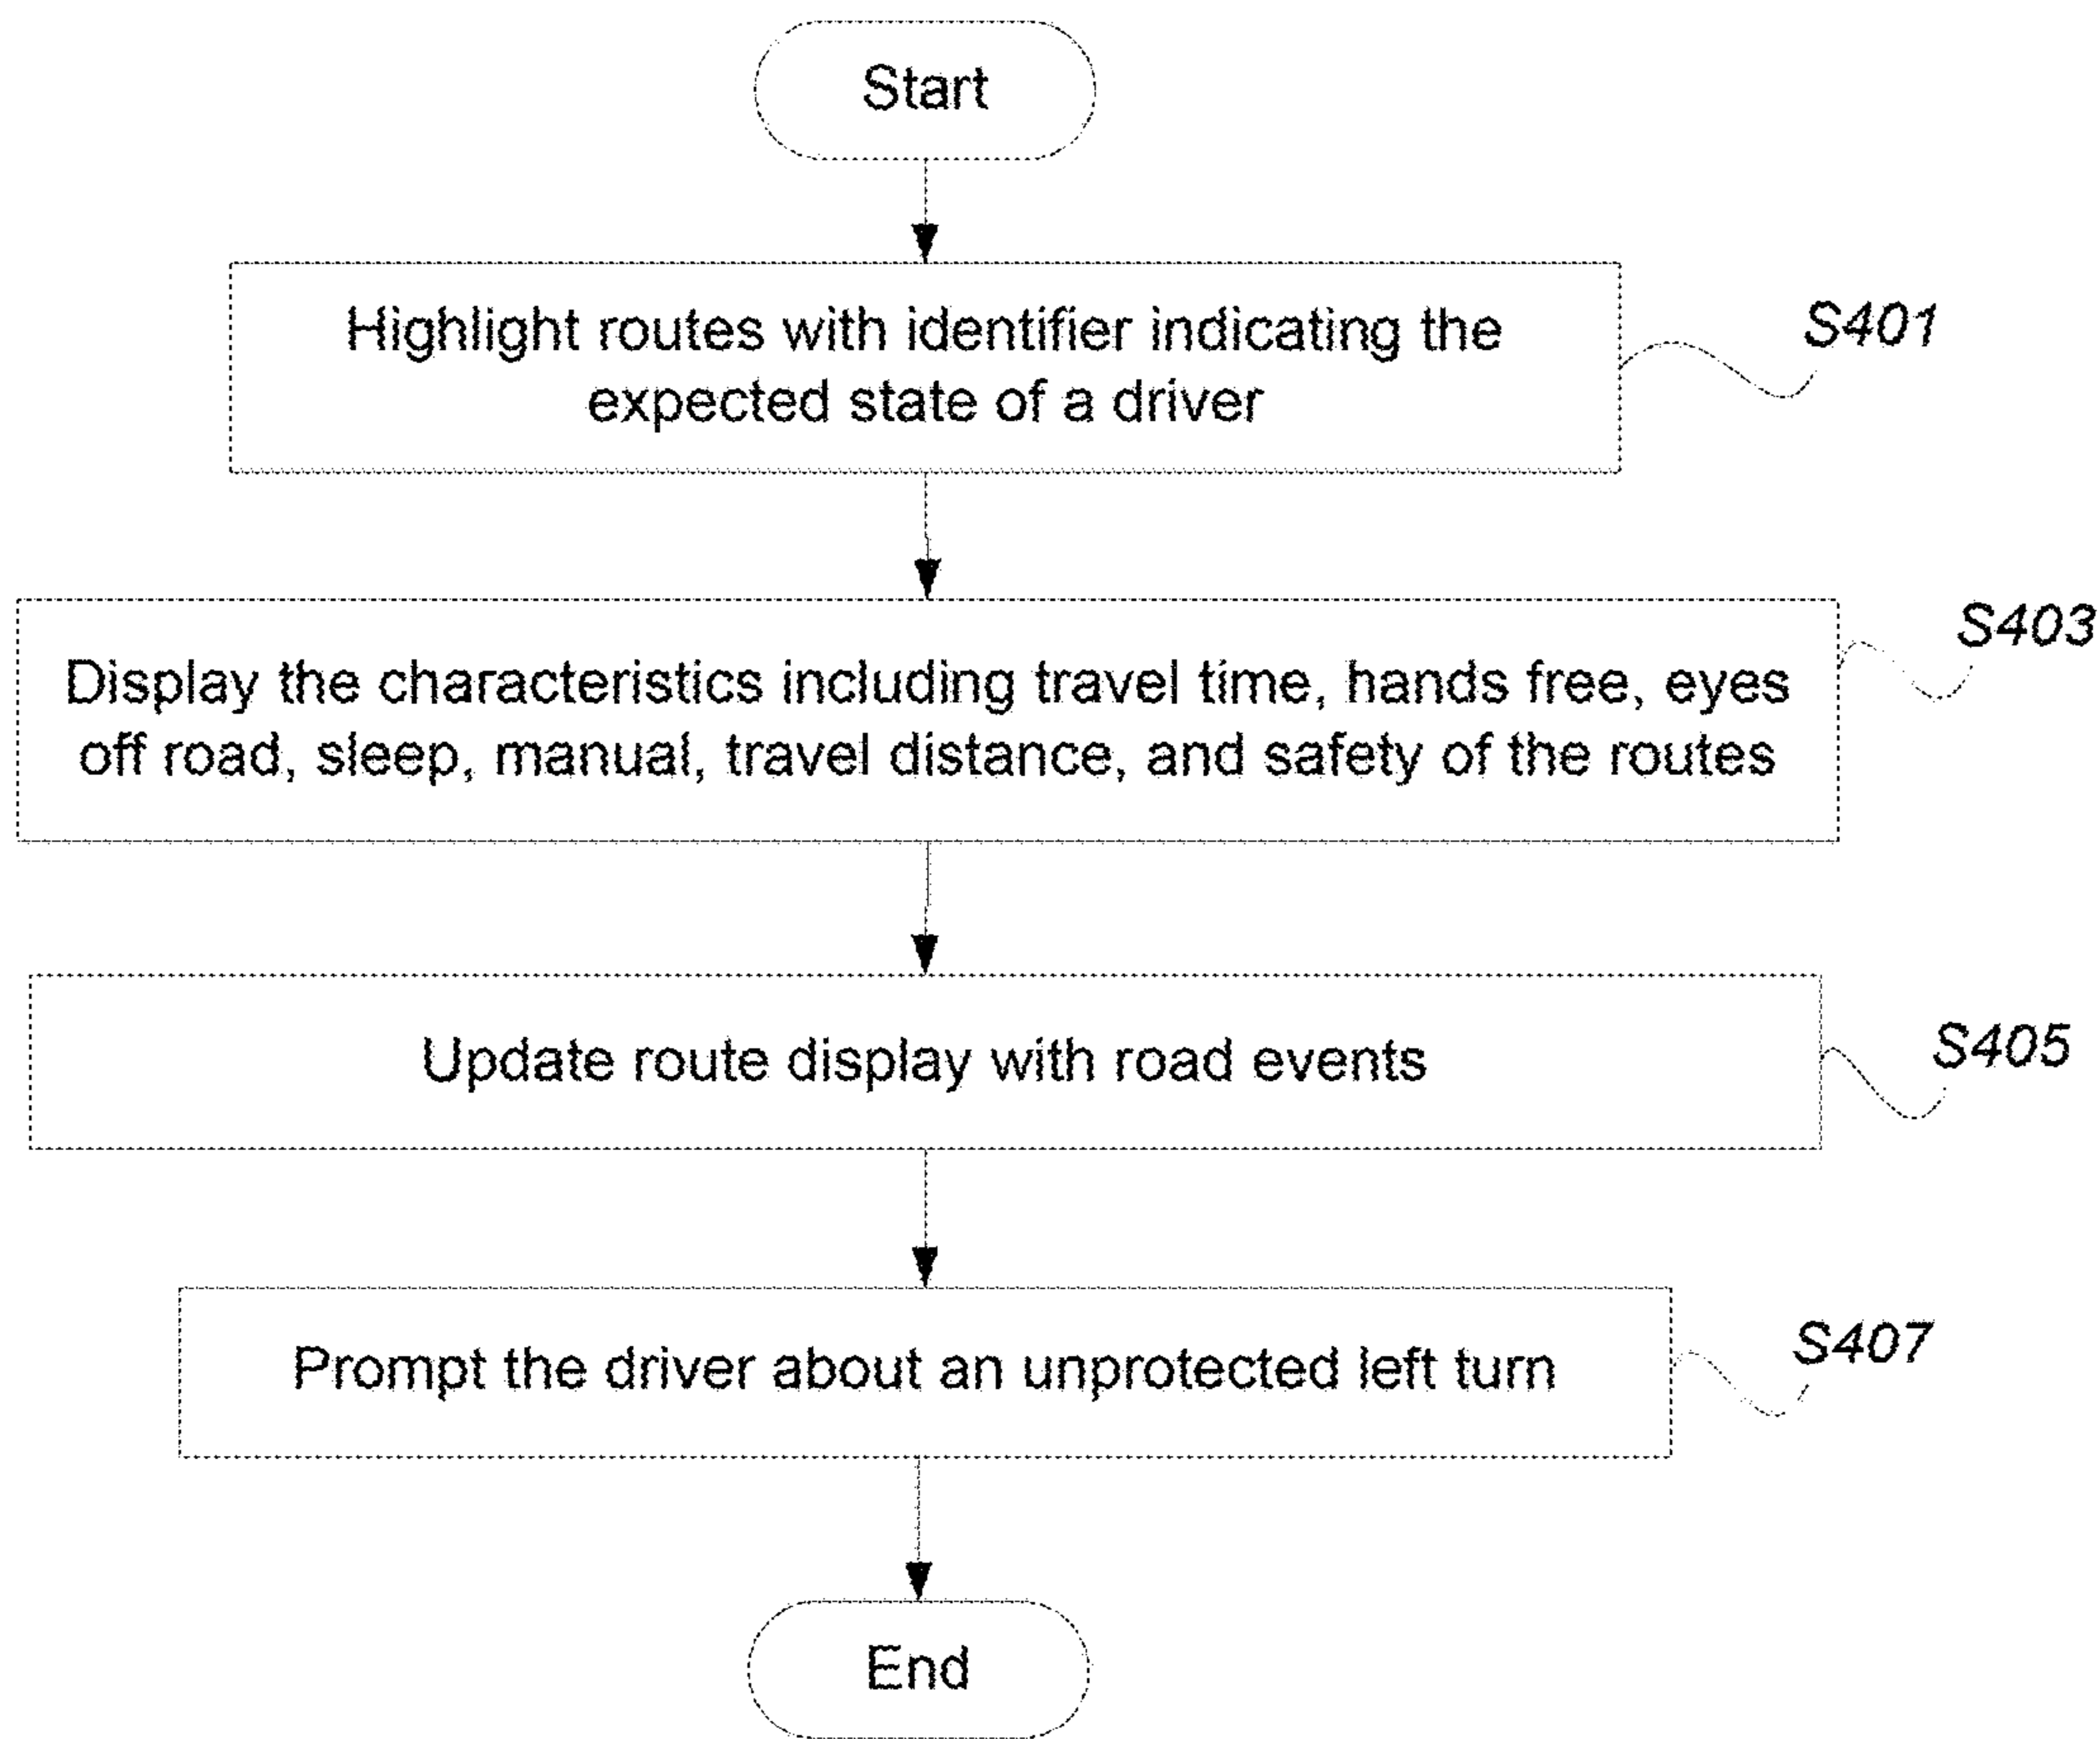 Start
Highlight routes with identifier indicating the
expected state of a driver
S401
Display the characteristics including travel time, hands free, eyes
off road, sleep, manual, travel distance, and safety of the routes
S403
Update route display with road events
S405
Prompt the driver about an unprotected left turn
S407
End